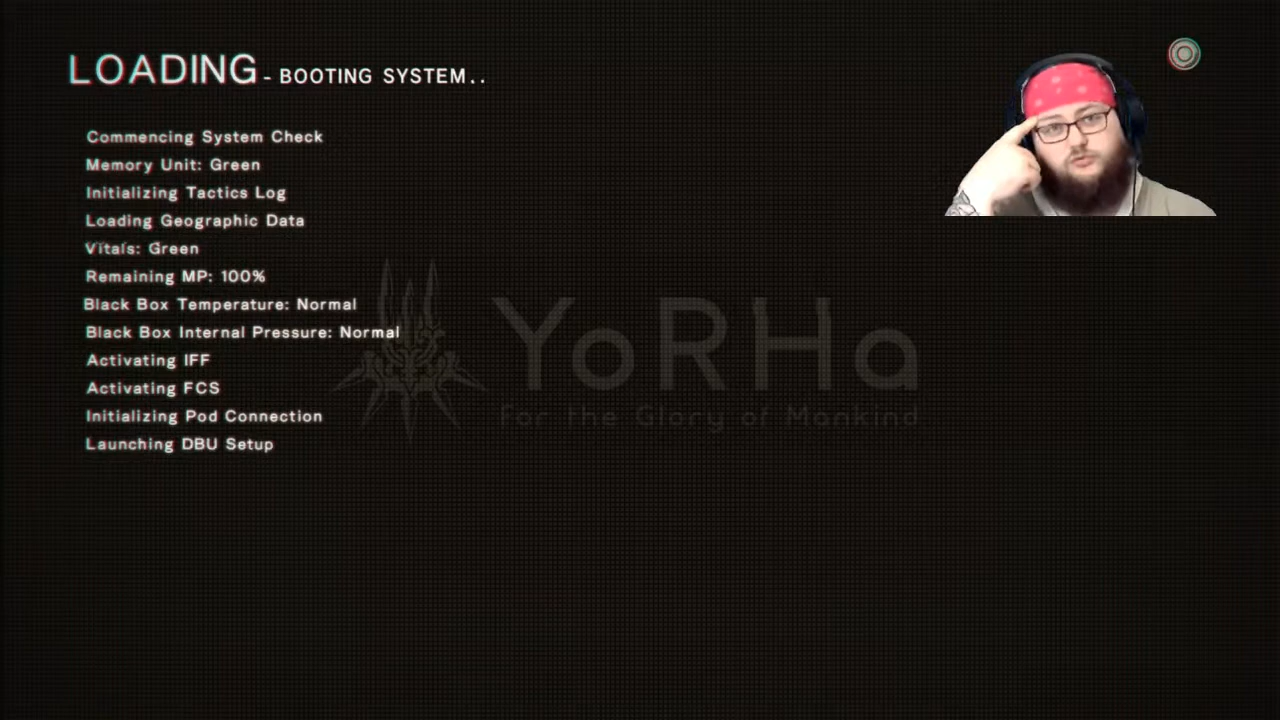 LOADING - BOOTING SYSTEM..
Commencing System Check
Memory Unit: Green
Initializing Tactics Log
Loading Geographic Data
Vitals: Green
Remaining MP: 100%
Black Box Temperature: Normal
Black Box Internal Pressure: Normal
Activating IFF
Activating FCS
Initializing Pod Connection
Launching DBU Setup
YoRHa
For the Glory of Mankind